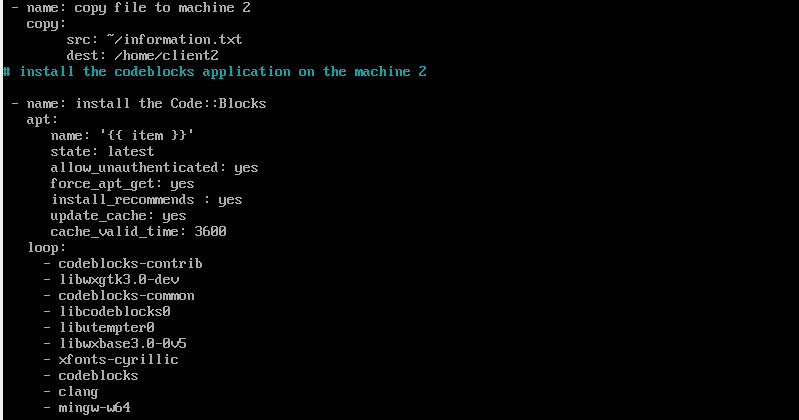 - name: copy file to machine 2
copy:
src: ~/information.txt
dest: /home/client2
# install the codeblocks application on the machine 2
- name: install the Code::Blocks
apt:
name: '{{ item }}'
state: latest
allow_unauthenticated: yes
force_apt_get: yes
install_recommends : yes
update_cache: yes
cache_valid_time: 3600
loop:
- codeblocks-contrib
- libwxgtk3.0-dev
- codeblocks-common
- libcodeblocks0
- libutempter0
- libwxbase3.0-0v5
- xfonts-cyrillic
- codeblocks
- clang
- mingw-w64